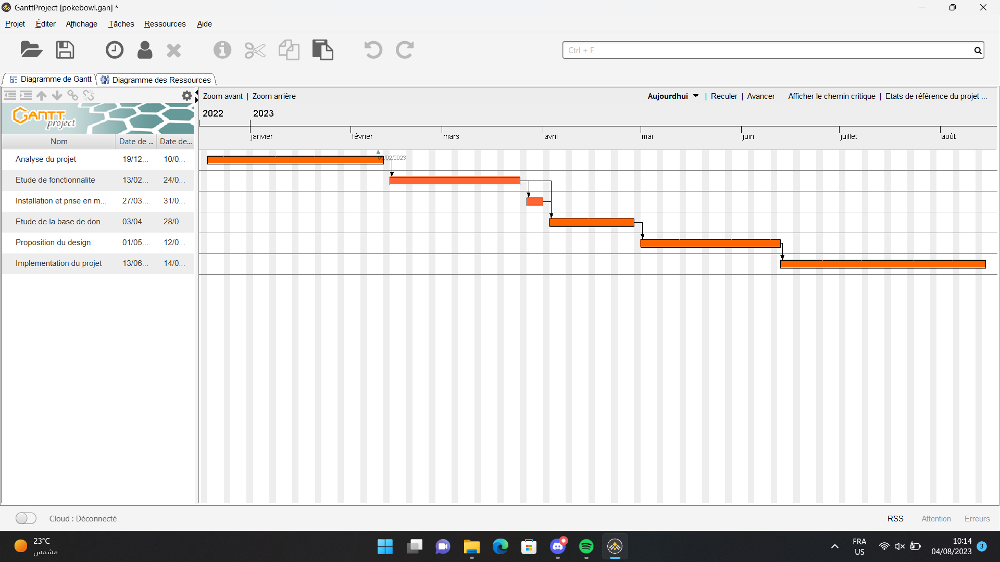 GanttProject [pokebowl.gan] *
Projet Éditer Affichage Tâches Ressources Aide
Ctrl + F
Diagramme de Gantt Diagramme des Ressources
Zoom avant | Zoom arrière Aujourdhui | Reculer | Avancer Afficher le chemin critique | Etats de référence du projet ...
GANTT project
2022 2023
janvier février mars avril mai juin juillet août
Nom Date de ... Date de...
Analyse du projet 19/12... 10/0...
09/02/2023
Etude de fonctionnalite 13/02... 24/0...
Installation et prise en m... 27/03... 31/0...
Etude de la base de don... 03/04... 28/0...
Proposition du design 01/05... 12/0...
Implementation du projet 13/06... 14/0...
Cloud : Déconnecté RSS Attention Erreurs
23°C
مشمس
FRA
US
10:14
04/08/2023
3